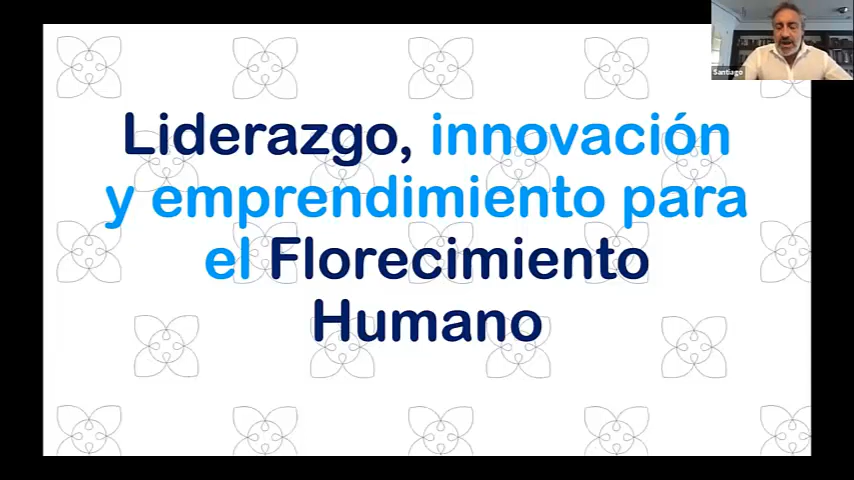 Santiago
Liderazgo, innovación
y emprendimiento para
el Florecimiento
Humano